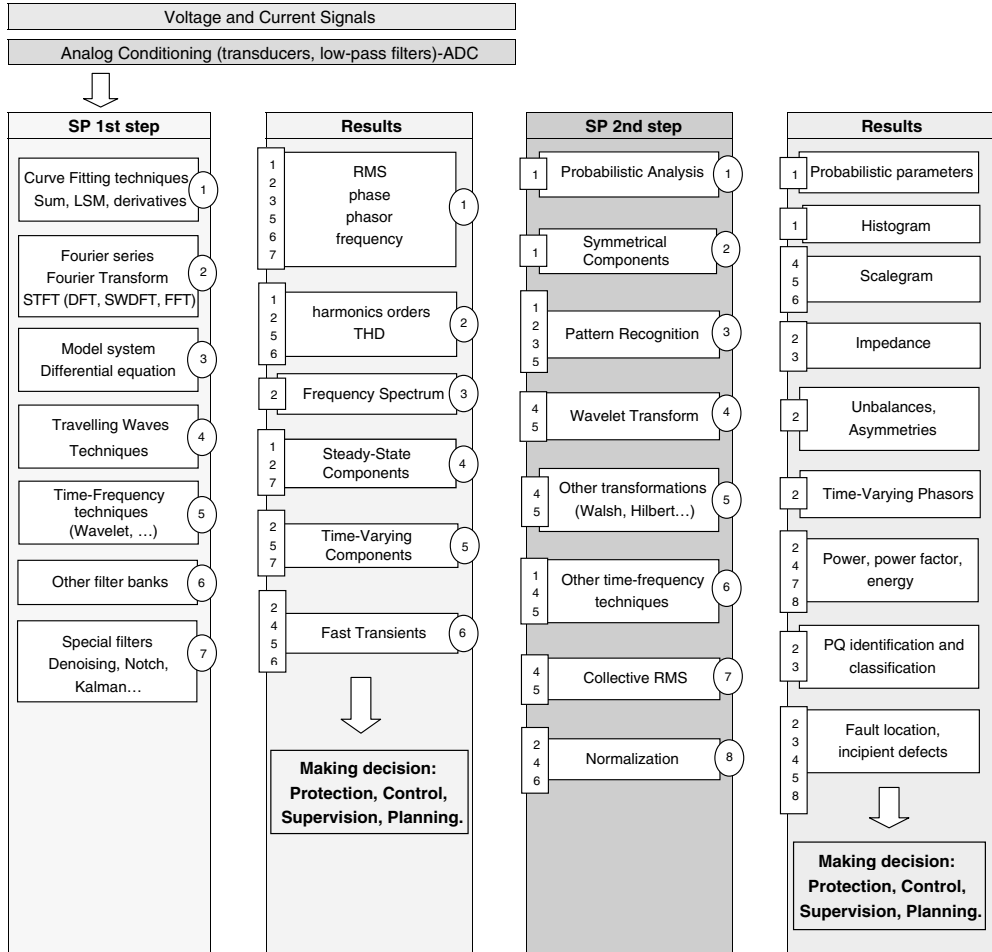 Voltage and Current Signals
Analog Conditioning (transducers, low-pass filters)-ADC
SP 1st step
Curve Fitting techniques
Sum, LSM, derivatives
1
Fourier series
Fourier Transform
STFT (DFT, SWDFT, FFT)
2
Model system
Differential equation
3
Travelling Waves
Techniques
4
Time-Frequency
techniques
(Wavelet, …)
5
Other filter banks
6
Special filters
Denoising, Notch,
Kalman…
7
Results
1
2
3
5
6
7
RMS
phase
phasor
frequency
1
1
2
5
6
harmonics orders
THD
2
2
Frequency Spectrum
3
1
2
7
Steady-State
Components
4
2
5
7
Time-Varying
Components
5
2
4
5
6
Fast Transients
6
Making decision:
Protection, Control,
Supervision, Planning.
SP 2nd step
1
Probabilistic Analysis
1
1
Symmetrical
Components
2
1
2
3
5
Pattern Recognition
3
4
5
Wavelet Transform
4
4
5
Other transformations
(Walsh, Hilbert…)
5
1
4
5
Other time-frequency
techniques
6
4
5
Collective RMS
7
2
4
6
Normalization
8
Results
1
Probabilistic parameters
1
Histogram
4
5
6
Scalegram
2
3
Impedance
2
Unbalances,
Asymmetries
2
Time-Varying Phasors
2
4
7
8
Power, power factor,
energy
2
3
PQ identification and
classification
2
3
4
5
8
Fault location,
incipient defects
Making decision:
Protection, Control,
Supervision, Planning.